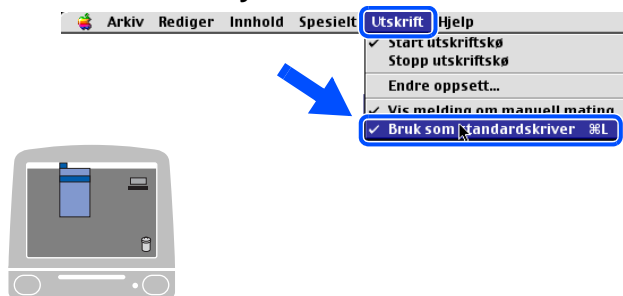 Arkiv Rediger Innhold Spesielt Utskrift Hjelp
✓ Start utskriftskø
Stopp utskriftskø
Endre oppsett...
✓ Vis melding om manuell mating
✓ Bruk som standardskriver ⌘L